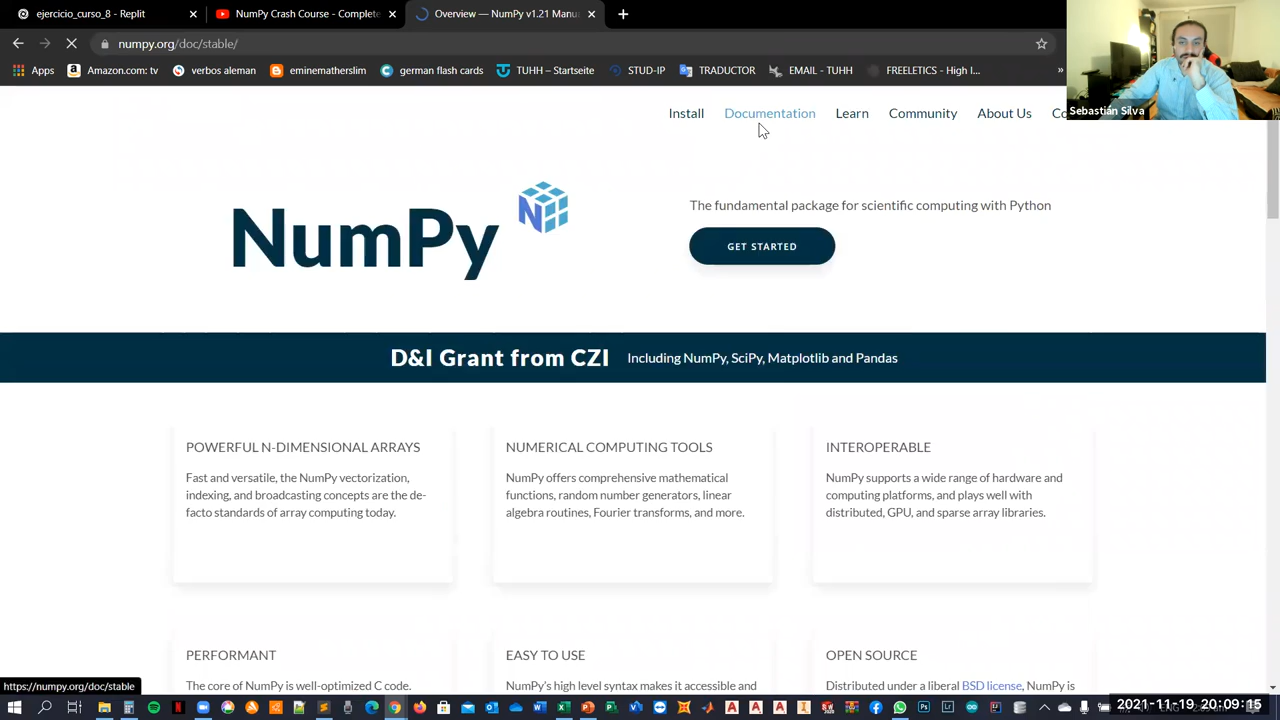 ejercicio_curso_8 - Replit
NumPy Crash Course - Complete
Overview — NumPy v1.21 Manu
numpy.org/doc/stable/
Apps
Amazon.com: tv
verbos aleman
eminematherslim
german flash cards
TUHH – Startseite
STUD-IP
TRADUCTOR
EMAIL - TUHH
FREELETICS - High I...
»
Sebastián Silva
Install
Documentation
Learn
Community
About Us
Co
NumPy
The fundamental package for scientific computing with Python
GET STARTED
D&I Grant from CZI
Including NumPy, SciPy, Matplotlib and Pandas
POWERFUL N-DIMENSIONAL ARRAYS
Fast and versatile, the NumPy vectorization,
indexing, and broadcasting concepts are the de-
facto standards of array computing today.
NUMERICAL COMPUTING TOOLS
NumPy offers comprehensive mathematical
functions, random number generators, linear
algebra routines, Fourier transforms, and more.
INTEROPERABLE
NumPy supports a wide range of hardware and
computing platforms, and plays well with
distributed, GPU, and sparse array libraries.
PERFORMANT
The core of NumPy is well-optimized C code.
EASY TO USE
NumPy's high level syntax makes it accessible and
OPEN SOURCE
Distributed under a liberal BSD license, NumPy is
https://numpy.org/doc/stable
2021-11-19 20:09:15